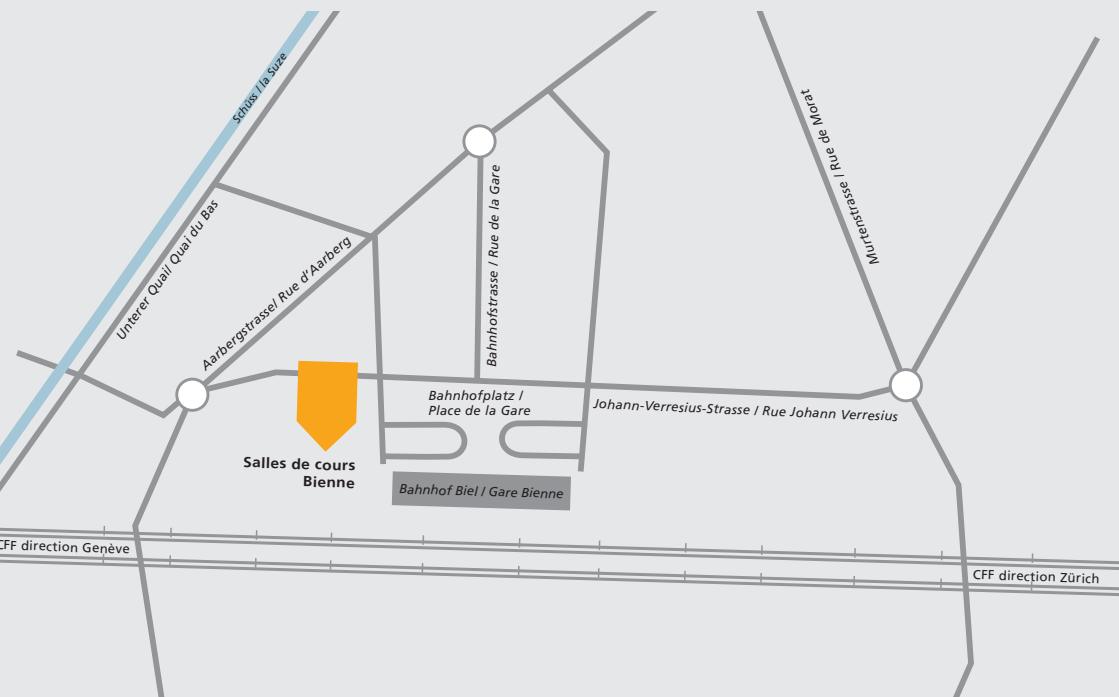 Schüss / la Suze
Unterer Quai/ Quai du Bas
Aarbergstrasse/ Rue d'Aarberg
Bahnhofstrasse / Rue de la Gare
Murtenstrasse / Rue de Morat
Bahnhofplatz /
Place de la Gare
Johann-Verresius-Strasse / Rue Johann Verresius
Salles de cours
Bienne
Bahnhof Biel / Gare Bienne
CFF direction Genève
CFF direction Zürich